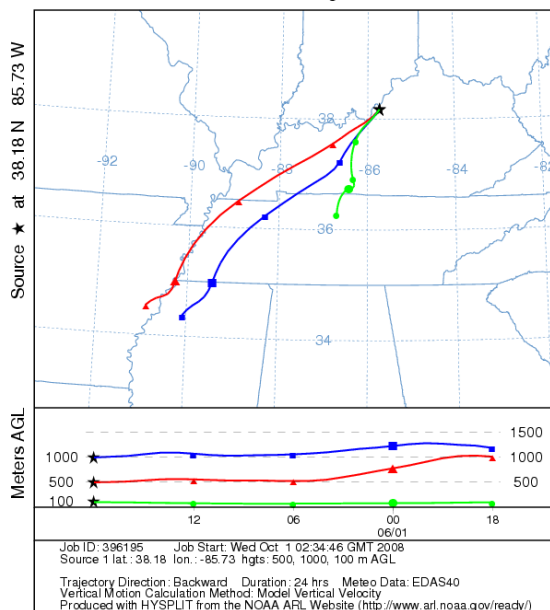 Source ★ at 38.18 N 85.73 W
-92
-90
-88
-86
-84
-82
38
36
34
Meters AGL
1500
1000
1000
500
500
100
12
06
00
18
06/01
Job ID: 396195 Job Start: Wed Oct 1 02:34:46 GMT 2008
Source 1 lat.: 38.18 lon.: -85.73 hgts: 500, 1000, 100 m AGL
Trajectory Direction: Backward Duration: 24 hrs Meteo Data: EDAS40
Vertical Motion Calculation Method: Model Vertical Velocity
Produced with HYSPLIT from the NOAA ARL Website (http://www.arl.noaa.gov/ready/)